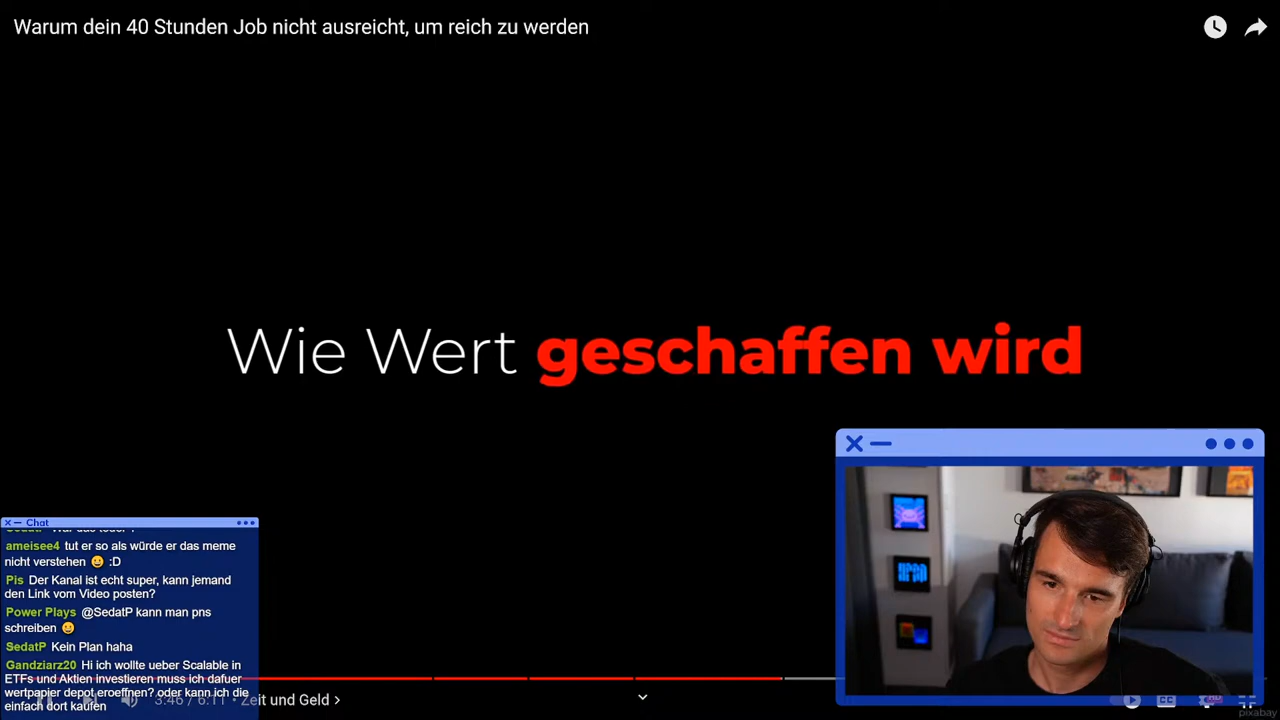 Warum dein 40 Stunden Job nicht ausreicht, um reich zu werden
Wie Wert geschaffen wird
Chat
ameisee4 tut er so als würde er das meme
nicht verstehen 😀 :D
Pis Der Kanal ist echt super, kann jemand
den Link vom Video posten?
Power Plays @SedatP kann man pns
schreiben 😀
SedatP Kein Plan haha
Gandziarz20 Hi ich wollte ueber Scalable in
ETFs und Aktien investieren muss ich dafuer
wertpapier depot eroeffnen? oder kann ich die
einfach dort kaufen
3:46 / 6:11 • Zeit und Geld ›
CC
HD
pixabay